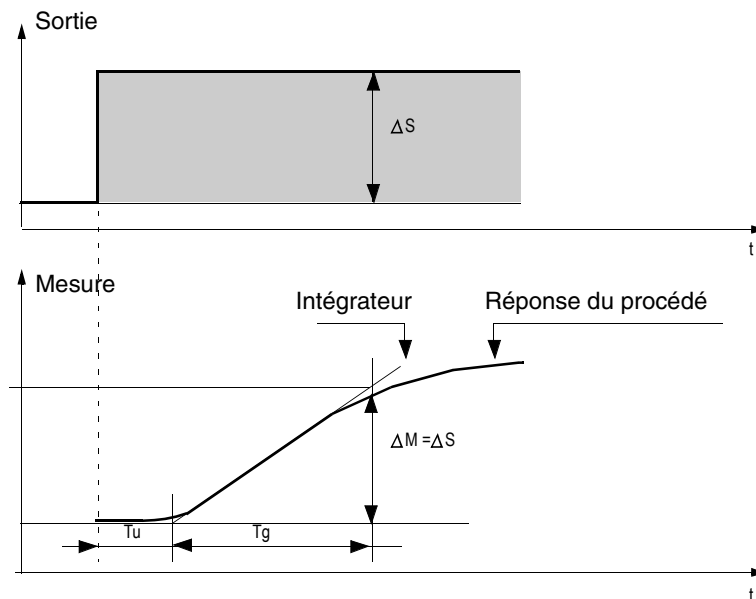 Sortie
ΔS
t
Mesure
Intégrateur
Réponse du procédé
ΔM =ΔS
Tu
Tg
t